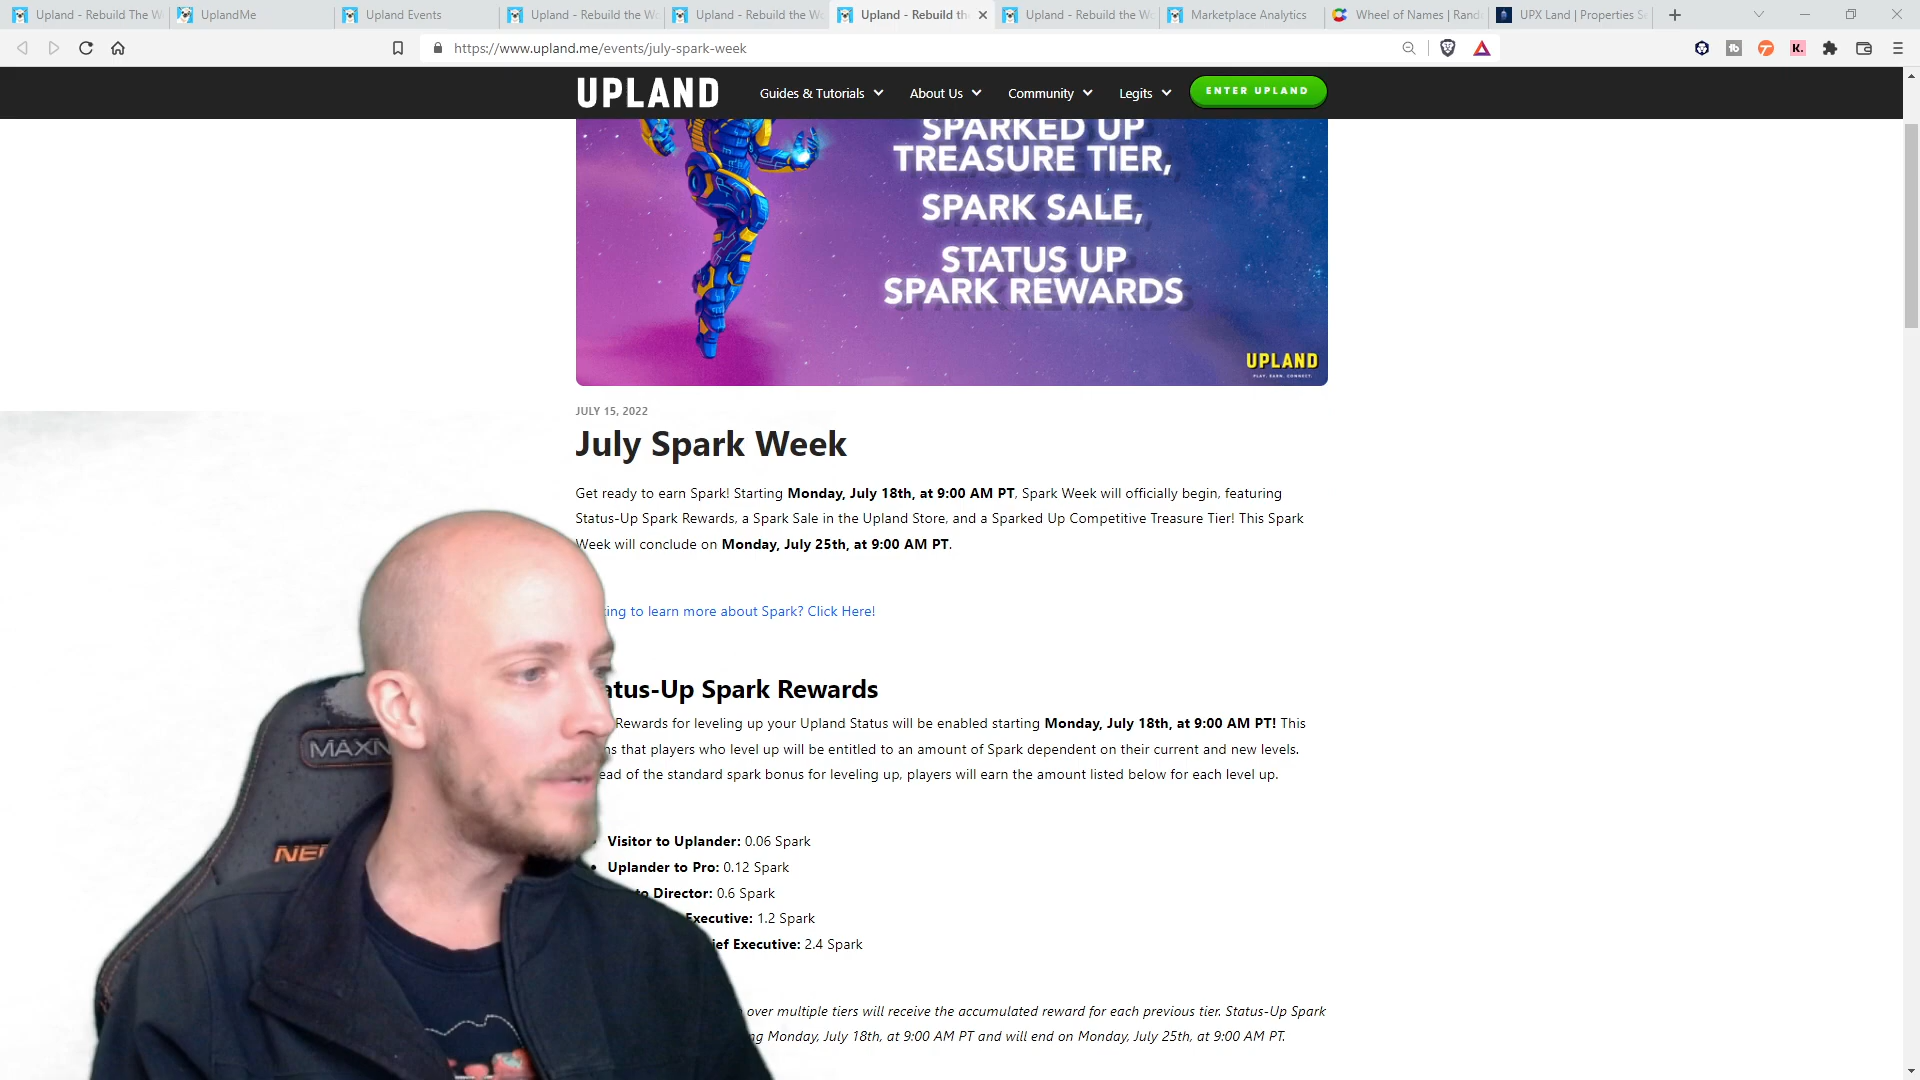 Upland - Rebuild The W
UplandMe
Upland Events
Upland - Rebuild the Wo
Upland - Rebuild the Wo
Upland - Rebuild th
Upland - Rebuild the Wo
Marketplace Analytics
Wheel of Names | Rand
UPX Land | Properties Se
https://www.upland.me/events/july-spark-week
UPLAND
Guides & Tutorials
About Us
Community
Legits
ENTER UPLAND
SPARKED UP
TREASURE TIER,
SPARK SALE,
STATUS UP
SPARK REWARDS
UPLAND
PLAY. EARN. CONNECT.
JULY 15, 2022
July Spark Week
Get ready to earn Spark! Starting Monday, July 18th, at 9:00 AM PT, Spark Week will officially begin, featuring
Status-Up Spark Rewards, a Spark Sale in the Upland Store, and a Sparked Up Competitive Treasure Tier! This Spark
Week will conclude on Monday, July 25th, at 9:00 AM PT.
ing to learn more about Spark? Click Here!
atus-Up Spark Rewards
Rewards for leveling up your Upland Status will be enabled starting Monday, July 18th, at 9:00 AM PT! This
ns that players who level up will be entitled to an amount of Spark dependent on their current and new levels.
ead of the standard spark bonus for leveling up, players will earn the amount listed below for each level up.
Visitor to Uplander: 0.06 Spark
Uplander to Pro: 0.12 Spark
to Director: 0.6 Spark
Executive: 1.2 Spark
ief Executive: 2.4 Spark
over multiple tiers will receive the accumulated reward for each previous tier. Status-Up Spark
ng Monday, July 18th, at 9:00 AM PT and will end on Monday, July 25th, at 9:00 AM PT.
MAXN
NE